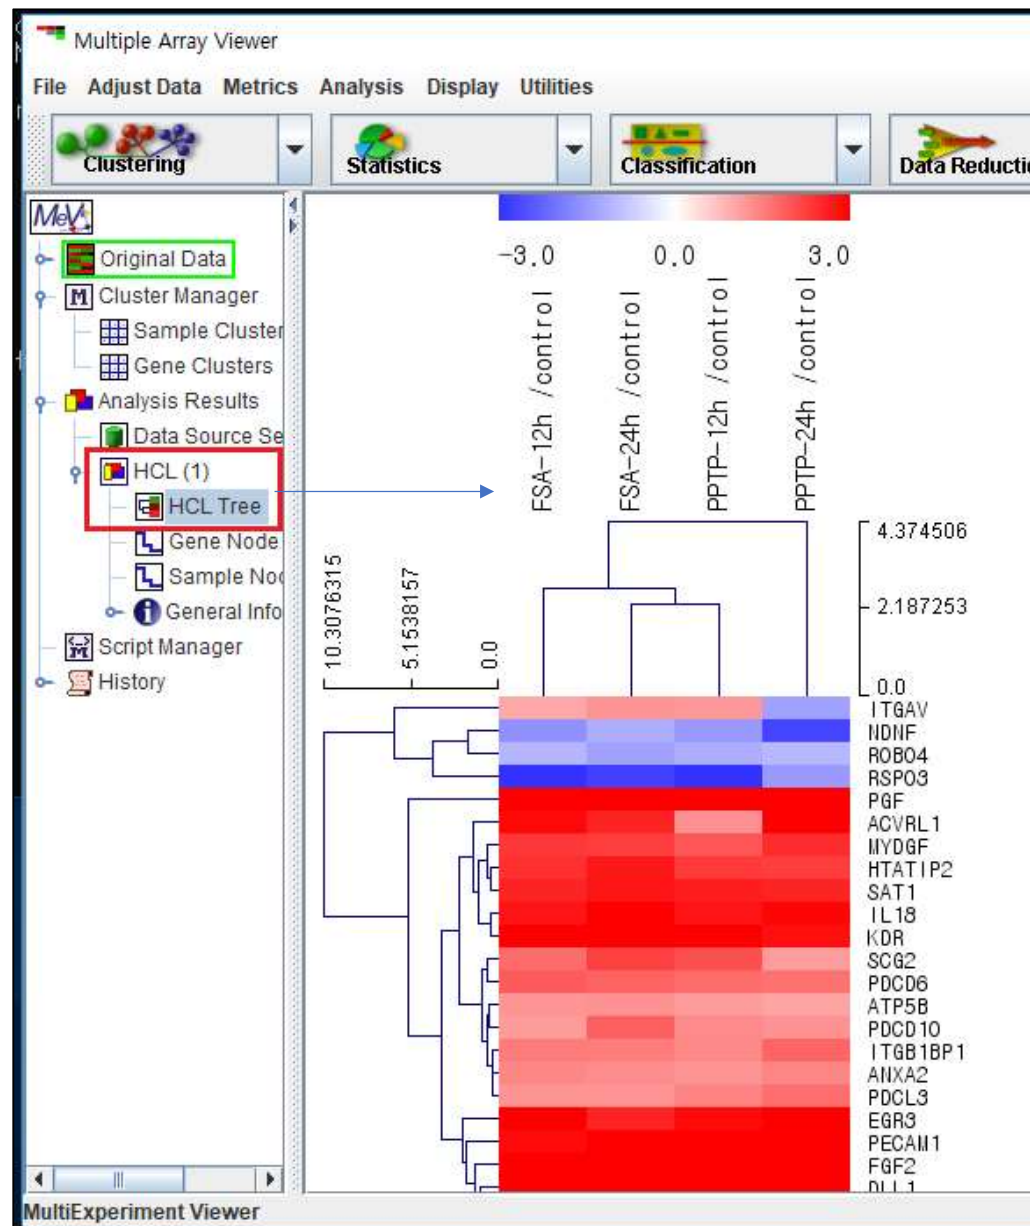 Multiple Array Viewer
File Adjust Data Metrics Analysis Display Utilities
Clustering Statistics Classification Data Reductio
MeV
Original Data
Cluster Manager
Sample Cluster
Gene Clusters
Analysis Results
Data Source Se
HCL (1)
HCL Tree
Gene Node
Sample Noc
General Info
Script Manager
History
-3.0 0.0 3.0
FSA-12h /control
FSA-24h /control
PPTP-12h /control
PPTP-24h /control
4.374506
2.187253
0.0
10.3076315
5.1538157
0.0
ITGAV
NDNF
ROBO4
RSPO3
PGF
ACVRL1
MYDGF
HTATIP2
SAT1
IL18
KDR
SCG2
PDCD6
ATP5B
PDCD10
ITGB1BP1
ANXA2
PDCL3
EGR3
PECAM1
FGF2
DLL1
MultiExperiment Viewer